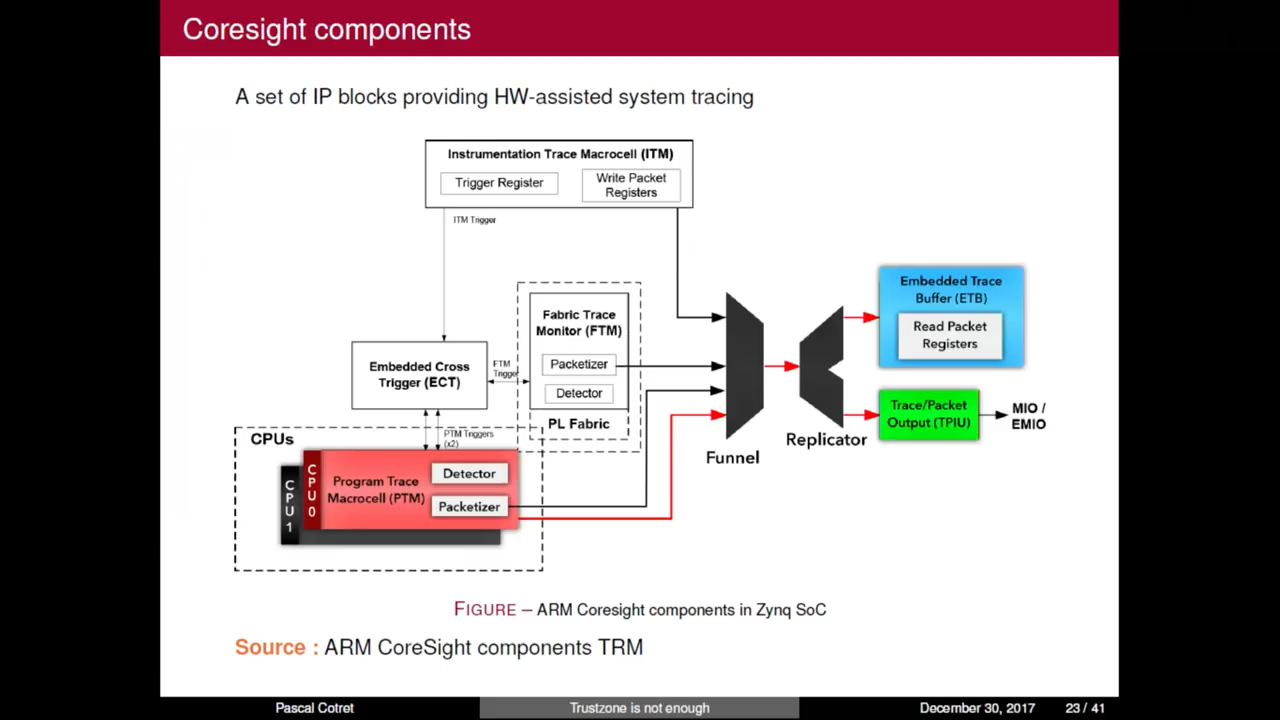 Coresight components
A set of IP blocks providing HW-assisted system tracing
Instrumentation Trace Macrocell (ITM)
Trigger Register
Write Packet
Registers
ITM Trigger
Fabric Trace
Monitor (FTM)
Packetizer
Detector
PL Fabric
Embedded Cross
Trigger (ECT)
FTM
Trigger
PTM Triggers
(x2)
CPUs
CPU1
CPU0
Program Trace
Macrocell (PTM)
Detector
Packetizer
Funnel
Replicator
Embedded Trace
Buffer (ETB)
Read Packet
Registers
Trace/Packet
Output (TPIU)
MIO /
EMIO
FIGURE – ARM Coresight components in Zynq SoC
Source : ARM CoreSight components TRM
Pascal Cotret
Trustzone is not enough
December 30, 2017
23 / 41